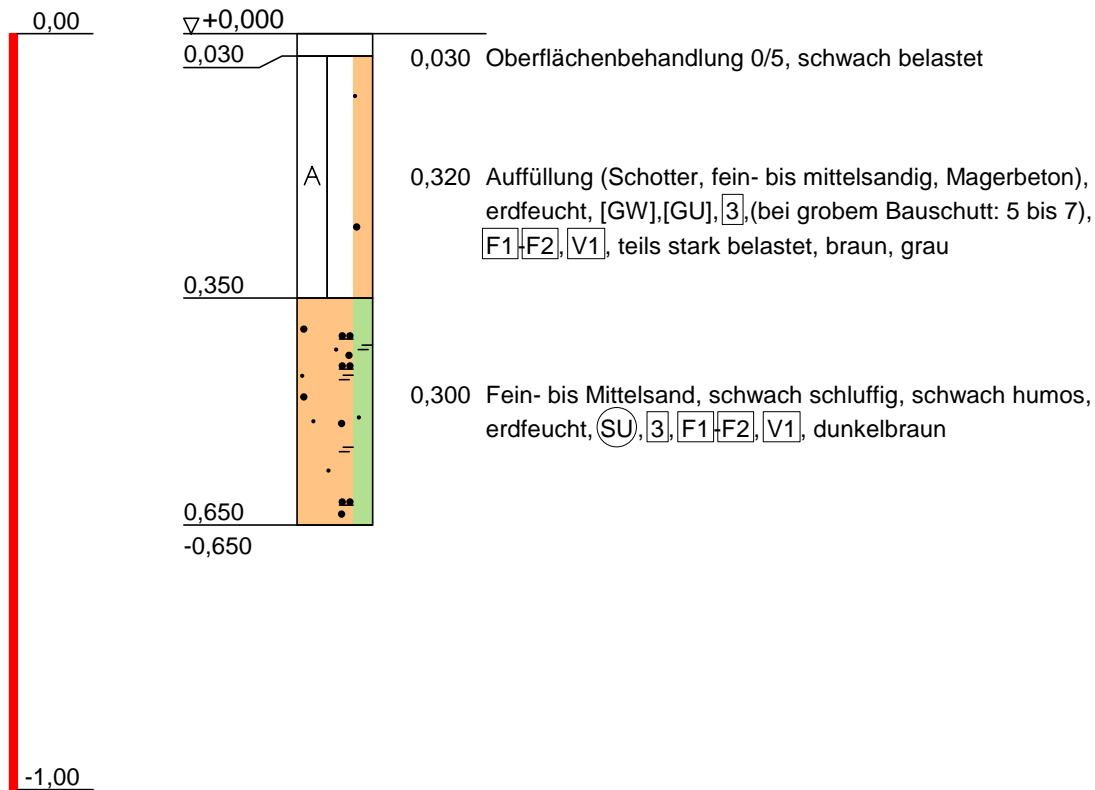 0,00
▽+0,000
0,030
0,030 Oberflächenbehandlung 0/5, schwach belastet
A
0,320 Auffüllung (Schotter, fein- bis mittelsandig, Magerbeton),
erdfeucht, [GW],[GU], 3,(bei grobem Bauschutt: 5 bis 7),
F1-F2, V1, teils stark belastet, braun, grau
0,350
0,300 Fein- bis Mittelsand, schwach schluffig, schwach humos,
erdfeucht, SU, 3, F1-F2, V1, dunkelbraun
0,650
-0,650
-1,00